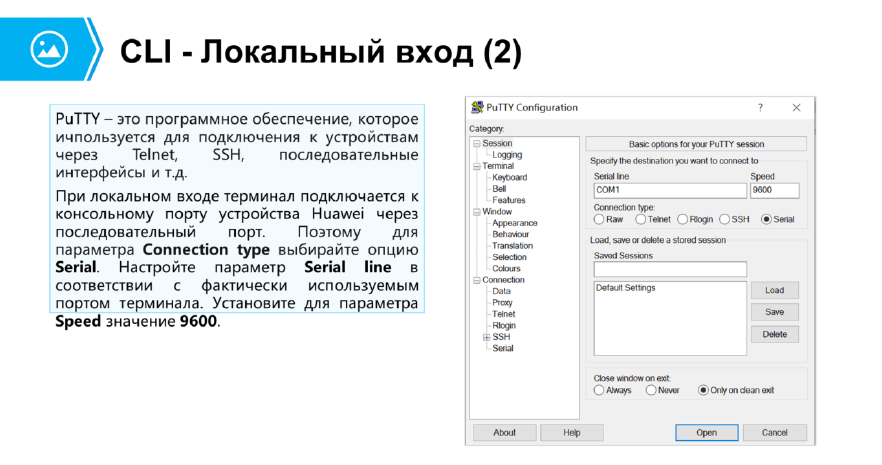 CLI - Локальный вход (2)
PuTTY – это программное обеспечение, которое
ичпользуется для подключения к устройствам
через Telnet, SSH, последовательные
интерфейсы и т.д.
При локальном входе терминал подключается к
консольному порту устройства Huawei через
последовательный порт. Поэтому для
параметра Connection type выбирайте опцию
Serial. Настройте параметр Serial line в
соответствии с фактически используемым
портом терминала. Установите для параметра
Speed значение 9600.
PuTTY Configuration
Category:
Session
Logging
Terminal
Keyboard
Bell
Features
Window
Appearance
Behaviour
Translation
Selection
Colours
Connection
Data
Proxy
Telnet
Rlogin
SSH
Serial
Basic options for your PuTTY session
Specify the destination you want to connect to
Serial line Speed
COM1 9600
Connection type:
Raw Telnet Rlogin SSH Serial
Load, save or delete a stored session
Saved Sessions
Default Settings
Load
Save
Delete
Close window on exit:
Always Never Only on clean exit
About Help Open Cancel